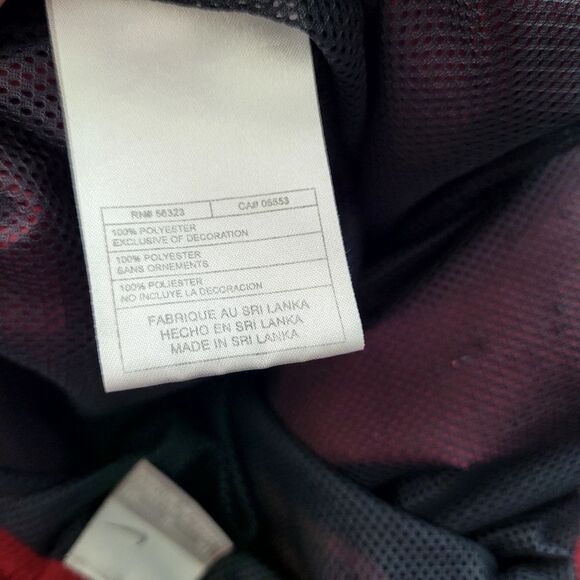 RN# 56323 CA# 05553
100% POLYESTER
EXCLUSIVE OF DECORATION
100% POLYESTER
SANS ORNEMENTS
100% POLIESTER
NO INCLUYE LA DECORACION
FABRIQUE AU SRI LANKA
HECHO EN SRI LANKA
MADE IN SRI LANKA